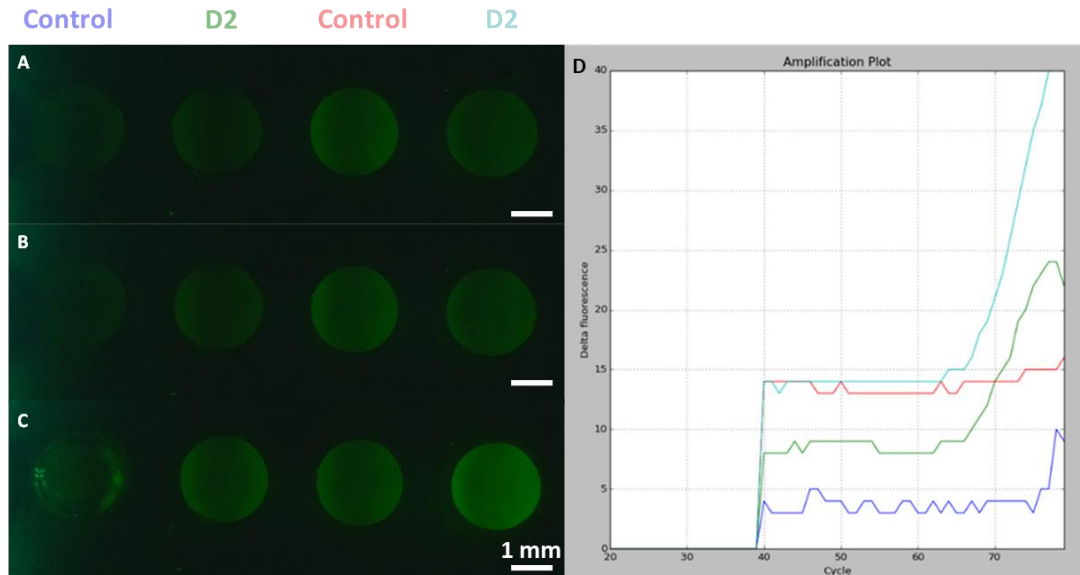 Control D2 Control D2
A
B
C
1 mm
D
Amplification Plot
Delta fluorescence
40
35
30
25
20
15
10
5
0
20 30 40 50 60 70
Cycle